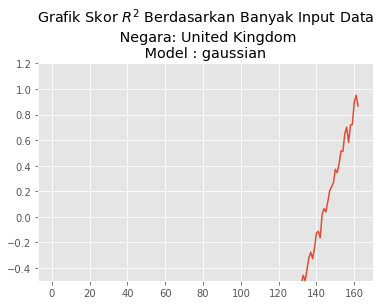 Grafik Skor R² Berdasarkan Banyak Input Data
Negara: United Kingdom
Model : gaussian
1.2
1.0
0.8
0.6
0.4
0.2
0.0
−0.2
−0.4
0 20 40 60 80 100 120 140 160